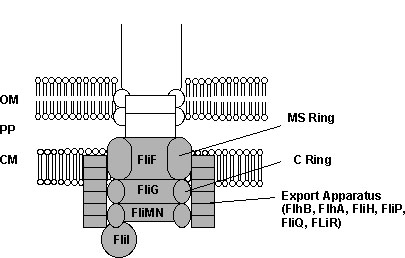 OM
PP
CM
MS Ring
C Ring
FliF
FliG
FliMN
FliI
Export Apparatus
(FlhB, FlhA, FliH, FliP,
FliQ, FLiR)